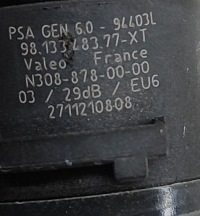 PSA GEN 6.0 - 94403L
98.133 483.77-XT
Valeo France
N308-878-00-00
03 / 29dB / EU6
2711210808